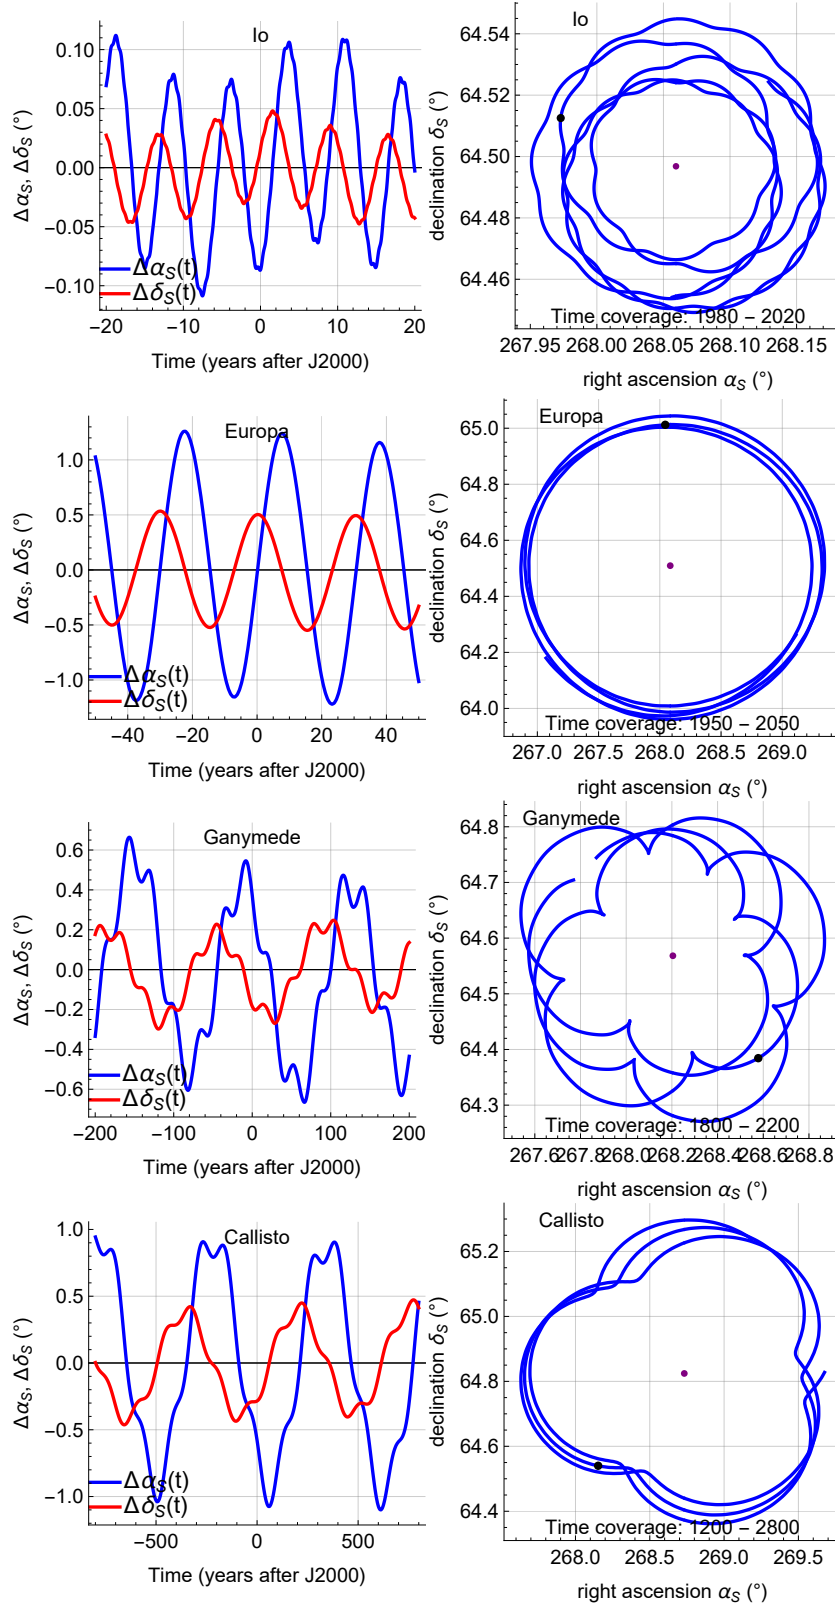 Io
0.10
0.05
0.00
−0.05
−0.10
Δα_S, Δδ_S (°)
Δα_S(t)
Δδ_S(t)
−20 −10 0 10 20
Time (years after J2000)
Io
64.54
64.52
64.50
64.48
64.46
declination δ_S (°)
Time coverage: 1980 – 2020
267.95 268.00 268.05 268.10 268.15
right ascension α_S (°)
Europa
1.0
0.5
0.0
−0.5
−1.0
Δα_S, Δδ_S (°)
Δα_S(t)
Δδ_S(t)
−40 −20 0 20 40
Time (years after J2000)
Europa
65.0
64.8
64.6
64.4
64.2
64.0
declination δ_S (°)
Time coverage: 1950 – 2050
267.0 267.5 268.0 268.5 269.0
right ascension α_S (°)
Ganymede
0.6
0.4
0.2
0.0
−0.2
−0.4
−0.6
Δα_S, Δδ_S (°)
Δα_S(t)
Δδ_S(t)
−200 −100 0 100 200
Time (years after J2000)
Ganymede
64.8
64.7
64.6
64.5
64.4
64.3
declination δ_S (°)
Time coverage: 1800 – 2200
267.6 267.8 268.0 268.2 268.4 268.6 268.8
right ascension α_S (°)
Callisto
1.0
0.5
0.0
−0.5
−1.0
Δα_S, Δδ_S (°)
Δα_S(t)
Δδ_S(t)
−500 0 500
Time (years after J2000)
Callisto
65.2
65.0
64.8
64.6
64.4
declination δ_S (°)
Time coverage: 1200 – 2800
268.0 268.5 269.0 269.5
right ascension α_S (°)